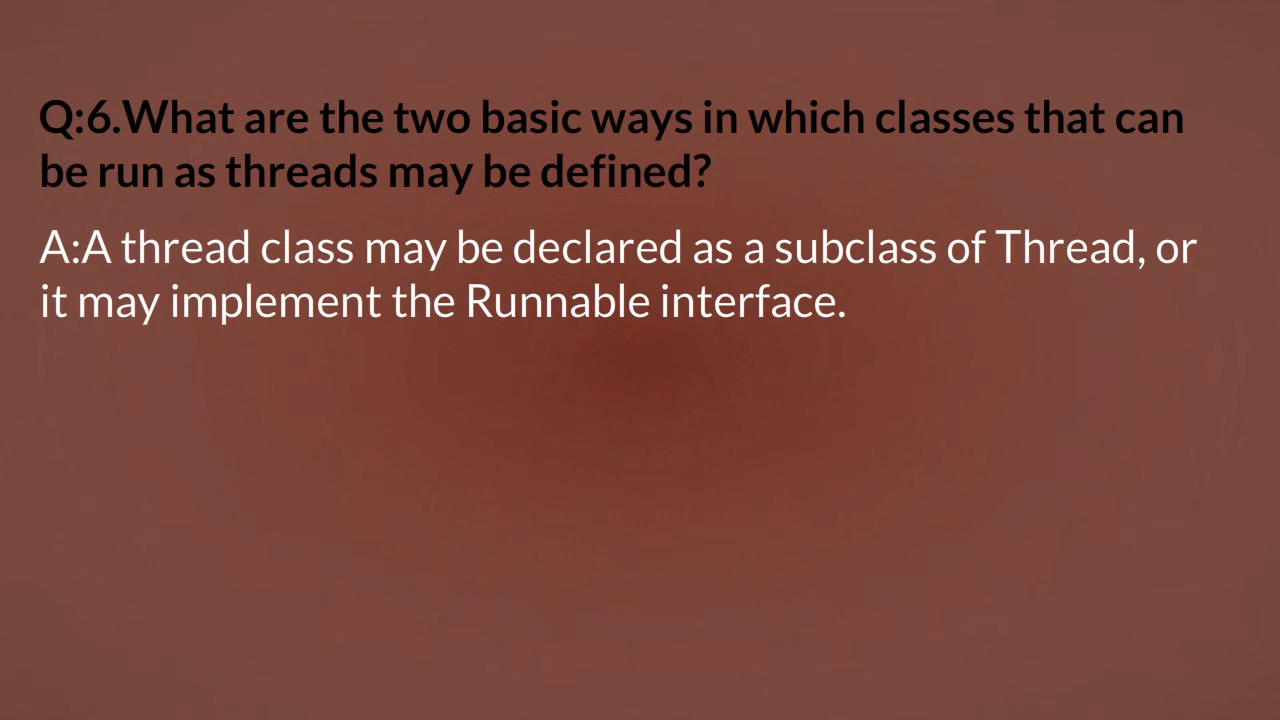 Q:6.What are the two basic ways in which classes that can
be run as threads may be defined?
A:A thread class may be declared as a subclass of Thread, or
it may implement the Runnable interface.